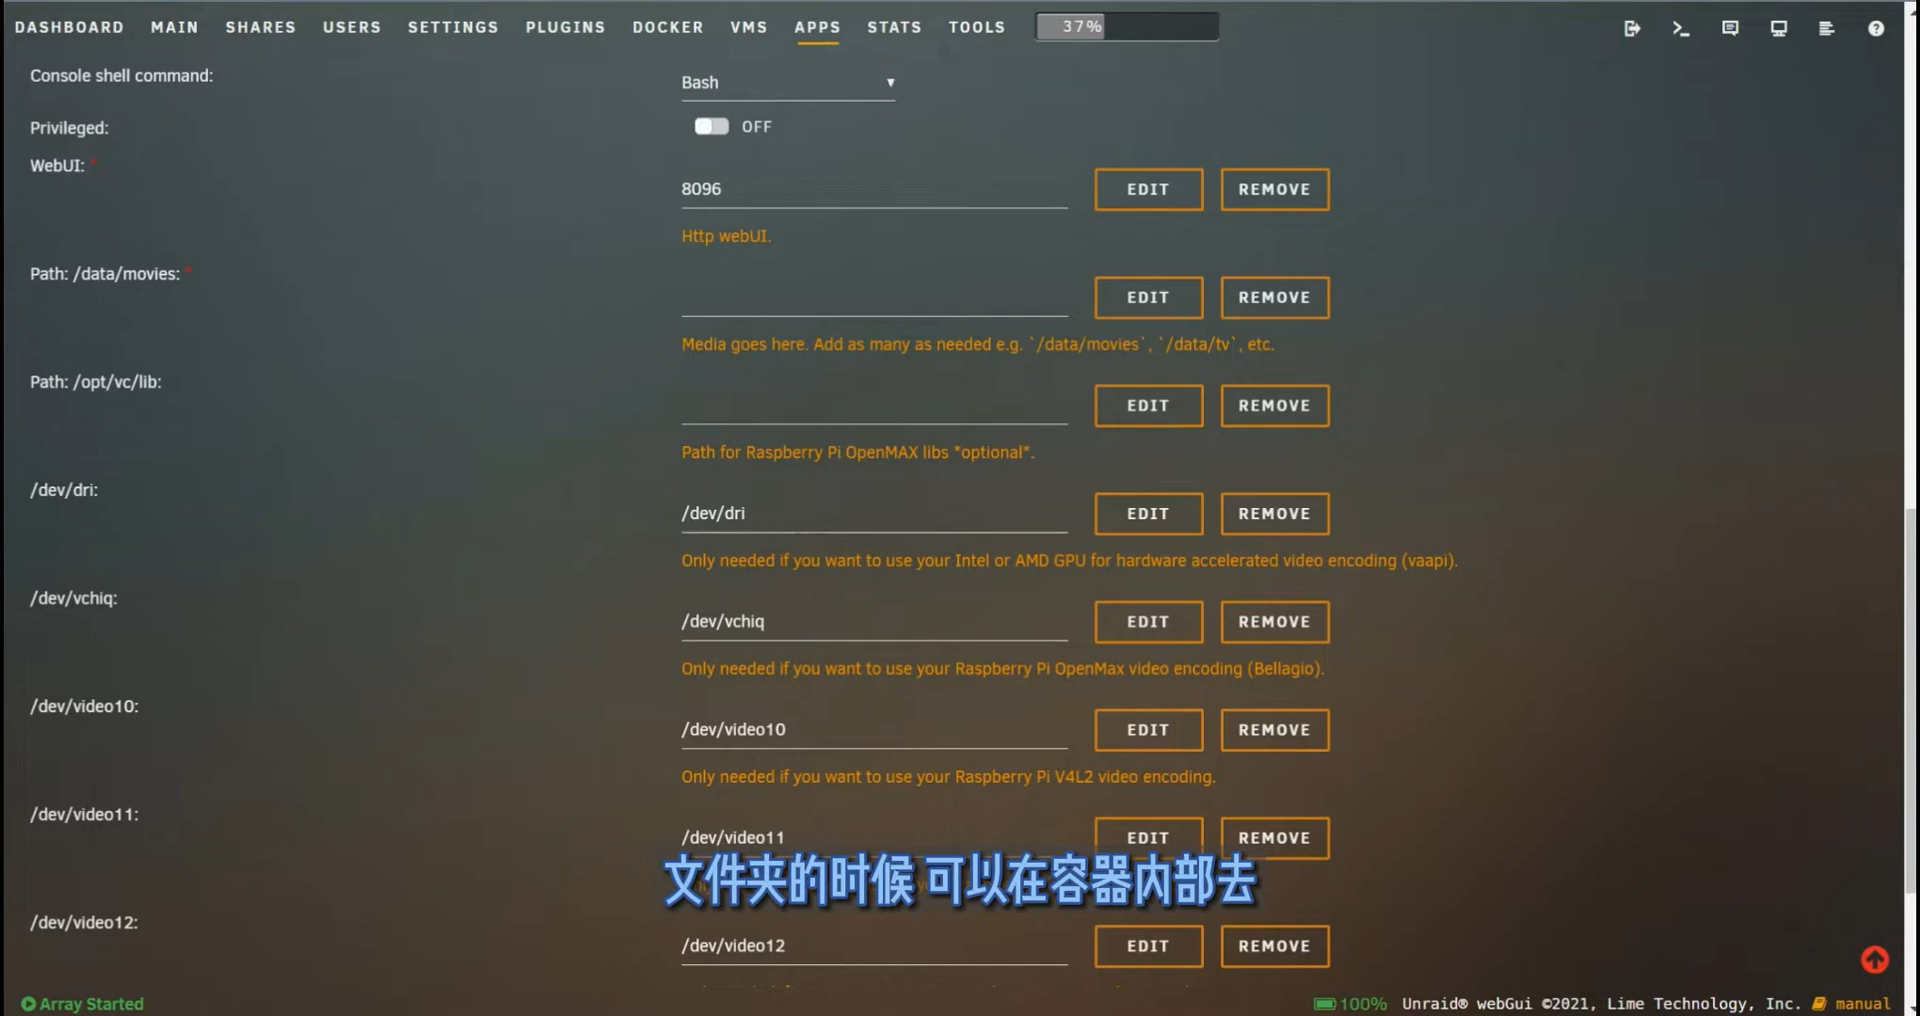 DASHBOARD MAIN SHARES USERS SETTINGS PLUGINS DOCKER VMS APPS STATS TOOLS 37%
Console shell command:
Bash
Privileged:
OFF
WebUI: *
8096
EDIT REMOVE
Http webUI.
Path: /data/movies: *
EDIT REMOVE
Media goes here. Add as many as needed e.g. `/data/movies`, `/data/tv`, etc.
Path: /opt/vc/lib:
EDIT REMOVE
Path for Raspberry Pi OpenMAX libs *optional*.
/dev/dri:
/dev/dri
EDIT REMOVE
Only needed if you want to use your Intel or AMD GPU for hardware accelerated video encoding (vaapi).
/dev/vchiq:
/dev/vchiq
EDIT REMOVE
Only needed if you want to use your Raspberry Pi OpenMax video encoding (Bellagio).
/dev/video10:
/dev/video10
EDIT REMOVE
Only needed if you want to use your Raspberry Pi V4L2 video encoding.
/dev/video11:
/dev/video11
EDIT REMOVE
文件夹的时候 可以在容器内部去
/dev/video12:
/dev/video12
EDIT REMOVE
Array Started
100% Unraid® webGui ©2021, Lime Technology, Inc. manual